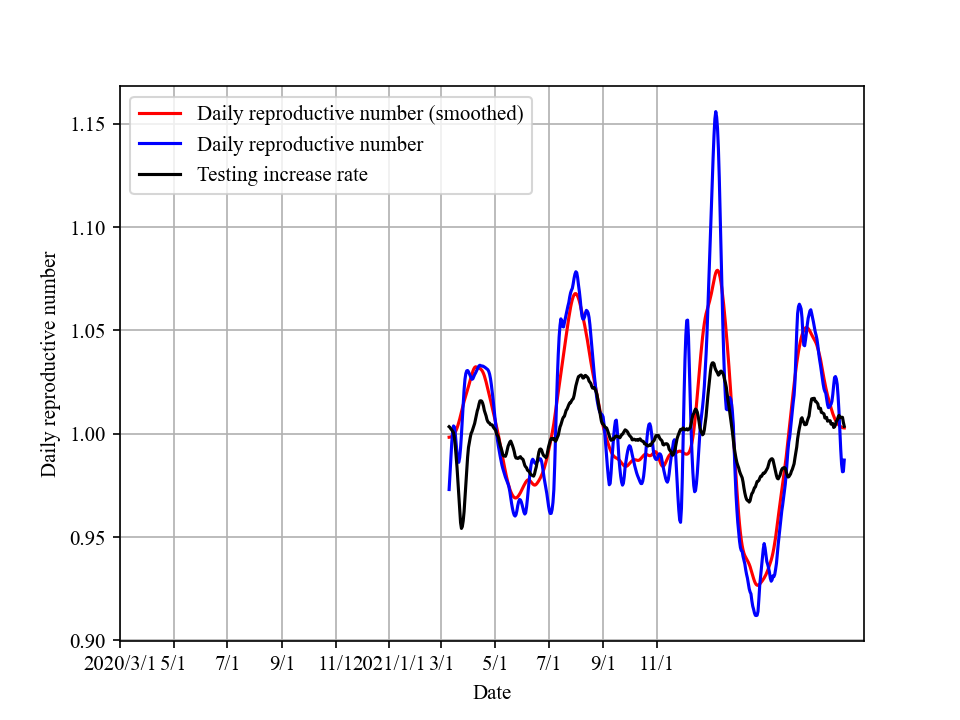 Daily reproductive number (smoothed)
Daily reproductive number
Testing increase rate
Daily reproductive number
1.15
1.10
1.05
1.00
0.95
0.90
2020/3/1 5/1 7/1 9/1 11/1 2021/1/1 3/1 5/1 7/1 9/1 11/1
Date